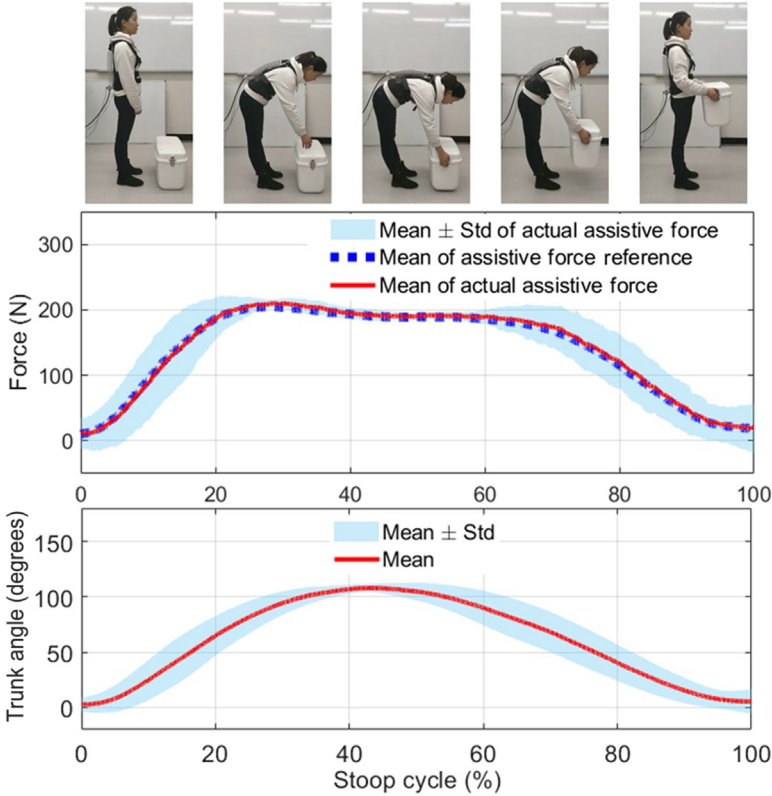 Mean ± Std of actual assistive force
Mean of assistive force reference
Mean of actual assistive force
Force (N)
300
200
100
0
0 20 40 60 80 100
Mean ± Std
Mean
Trunk angle (degrees)
150
100
50
0
0 20 40 60 80 100
Stoop cycle (%)